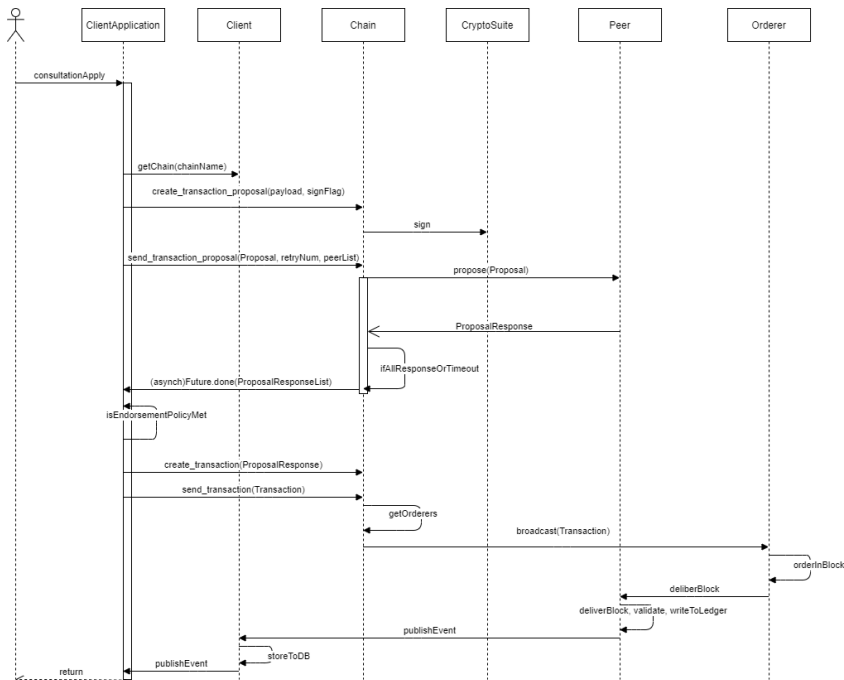 ClientApplication
Client
Chain
CryptoSuite
Peer
Orderer
consultationApply
getChain(chainName)
create_transaction_proposal(payload, signFlag)
sign
send_transaction_proposal(Proposal, retryNum, peerList)
propose(Proposal)
ProposalResponse
ifAllResponseOrTimeout
(asynch)Future.done(ProposalResponseList)
isEndorsementPolicyMet
create_transaction(ProposalResponse)
send_transaction(Transaction)
getOrderers
broadcast(Transaction)
orderInBlock
deliberBlock
deliverBlock, validate, writeToLedger
publishEvent
storeToDB
publishEvent
return